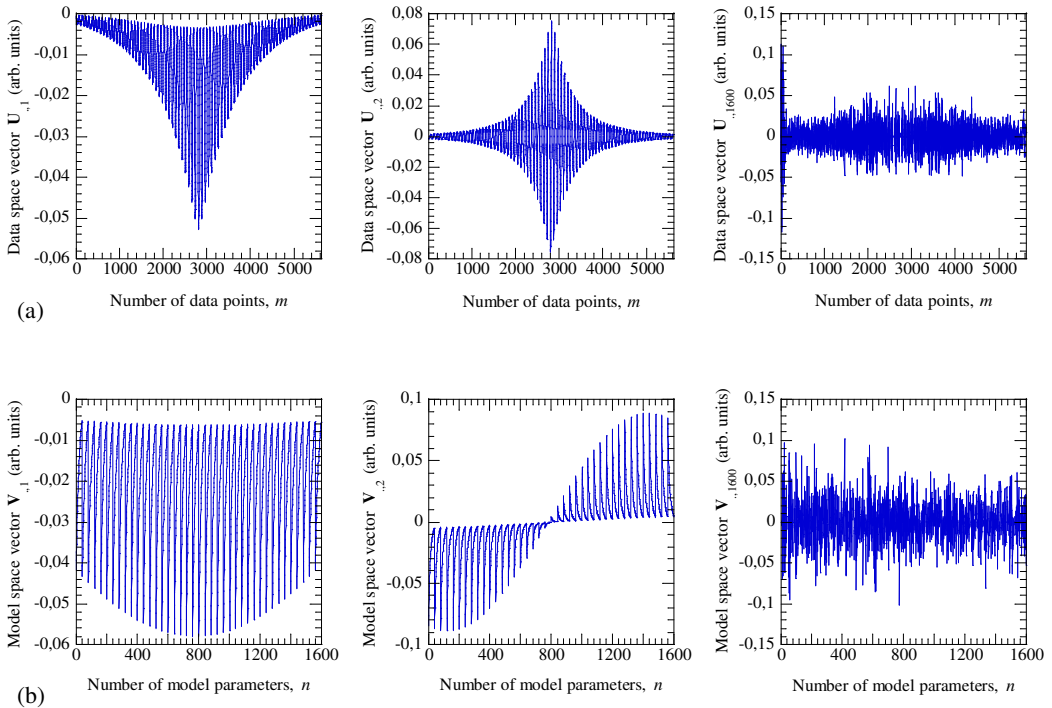 0
-0,01
-0,02
-0,03
-0,04
-0,05
-0,06
0 1000 2000 3000 4000 5000
Data space vector U.,1 (arb. units)
Number of data points, m
0,08
0,06
0,04
0,02
0
-0,02
-0,04
-0,06
-0,08
0 1000 2000 3000 4000 5000
Data space vector U.,2 (arb. units)
Number of data points, m
0,15
0,1
0,05
0
-0,05
-0,1
-0,15
0 1000 2000 3000 4000 5000
Data space vector U.,1600 (arb. units)
Number of data points, m
(a)
0
-0,01
-0,02
-0,03
-0,04
-0,05
-0,06
0 400 800 1200 1600
Model space vector V.,1 (arb. units)
Number of model parameters, n
0,1
0,05
0
-0,05
-0,1
0 400 800 1200 1600
Model space vector V.,2 (arb. units)
Number of model parameters, n
0,15
0,1
0,05
0
-0,05
-0,1
-0,15
0 400 800 1200 1600
Model space vector V.,1600 (arb. units)
Number of model parameters, n
(b)